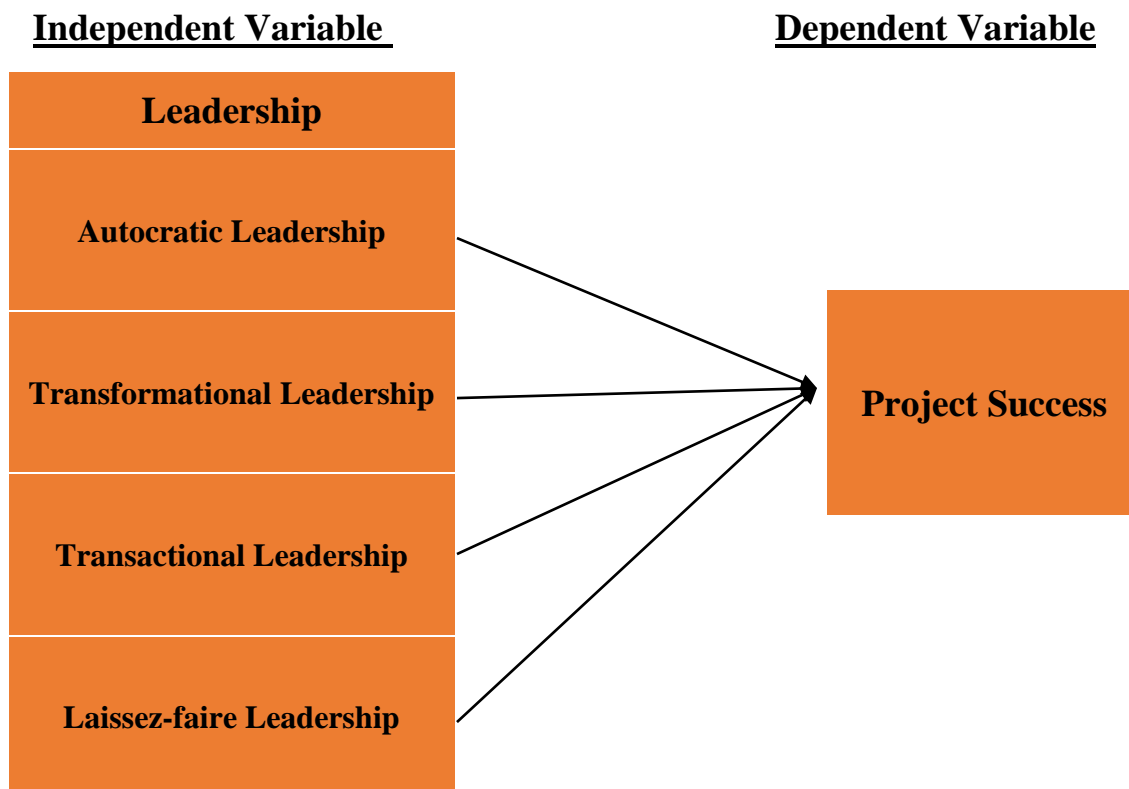 Independent Variable
Dependent Variable
Leadership
Autocratic Leadership
Transformational Leadership
Project Success
Transactional Leadership
Laissez-faire Leadership